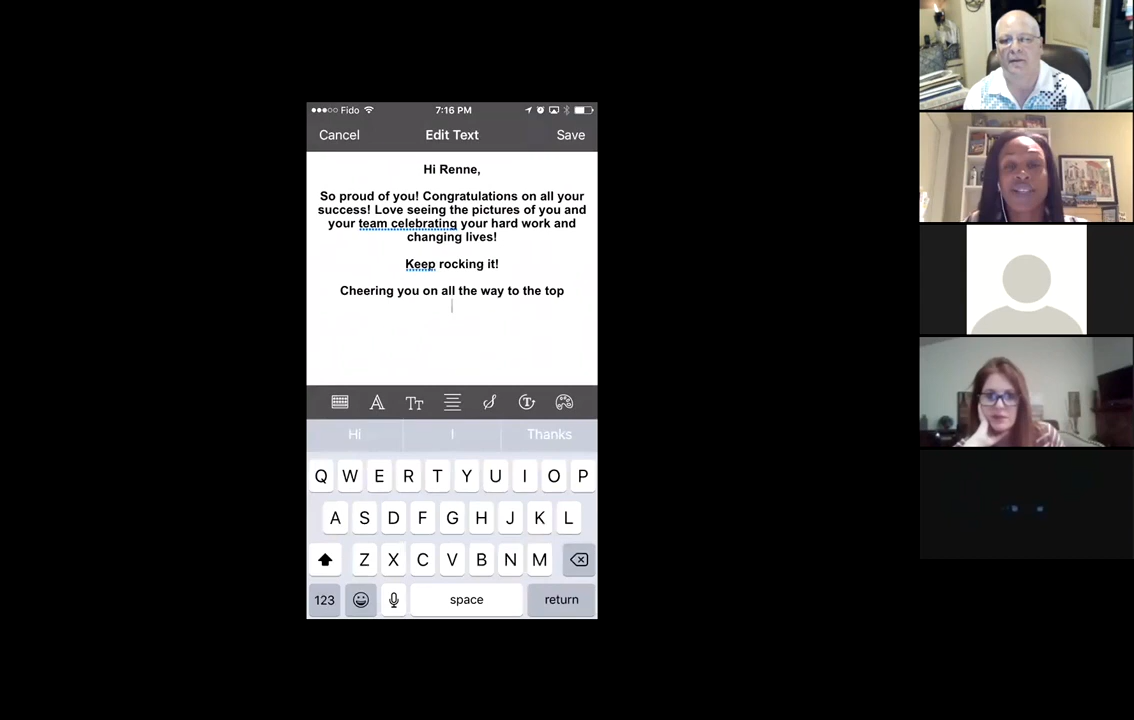 Fido 7:16 PM
Cancel Edit Text Save
Hi Renne,
So proud of you! Congratulations on all your
success! Love seeing the pictures of you and
your team celebrating your hard work and
changing lives!
Keep rocking it!
Cheering you on all the way to the top
Hi I Thanks
Q W E R T Y U I O P
A S D F G H J K L
Z X C V B N M
123 space return